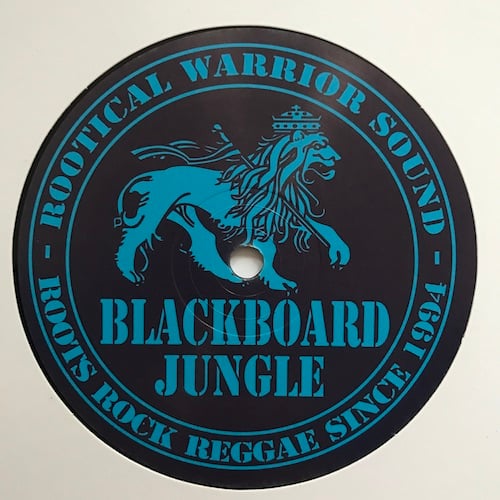 - ROOTICAL WARRIOR SOUND -
BLACKBOARD
JUNGLE
ROOTS ROCK REGGAE SINCE 1994